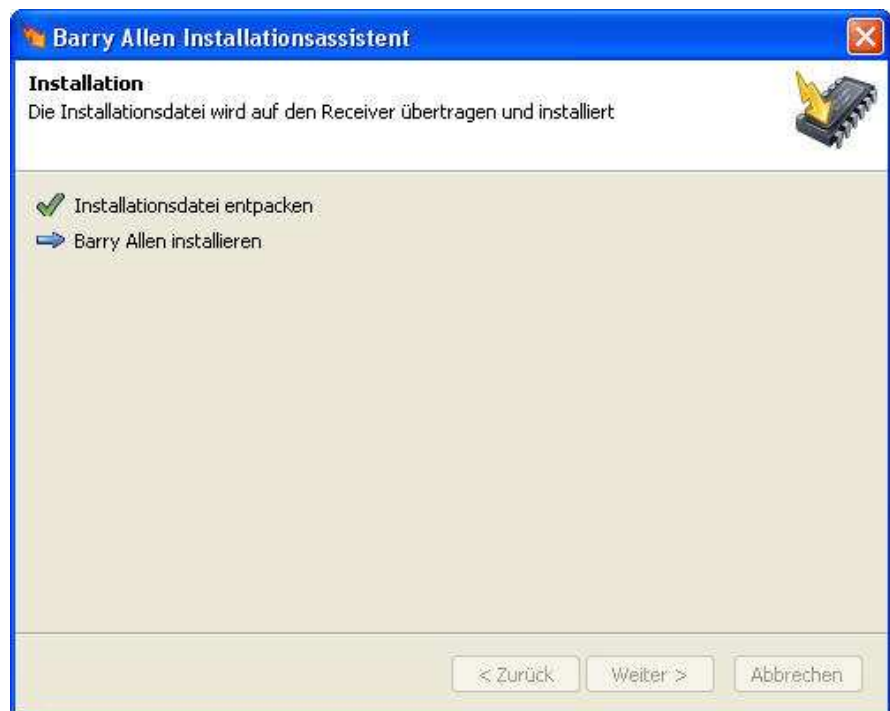 Barry Allen Installationsassistent
Installation
Die Installationsdatei wird auf den Receiver übertragen und installiert
Installationsdatei entpacken
Barry Allen installieren
< Zurück Weiter > Abbrechen